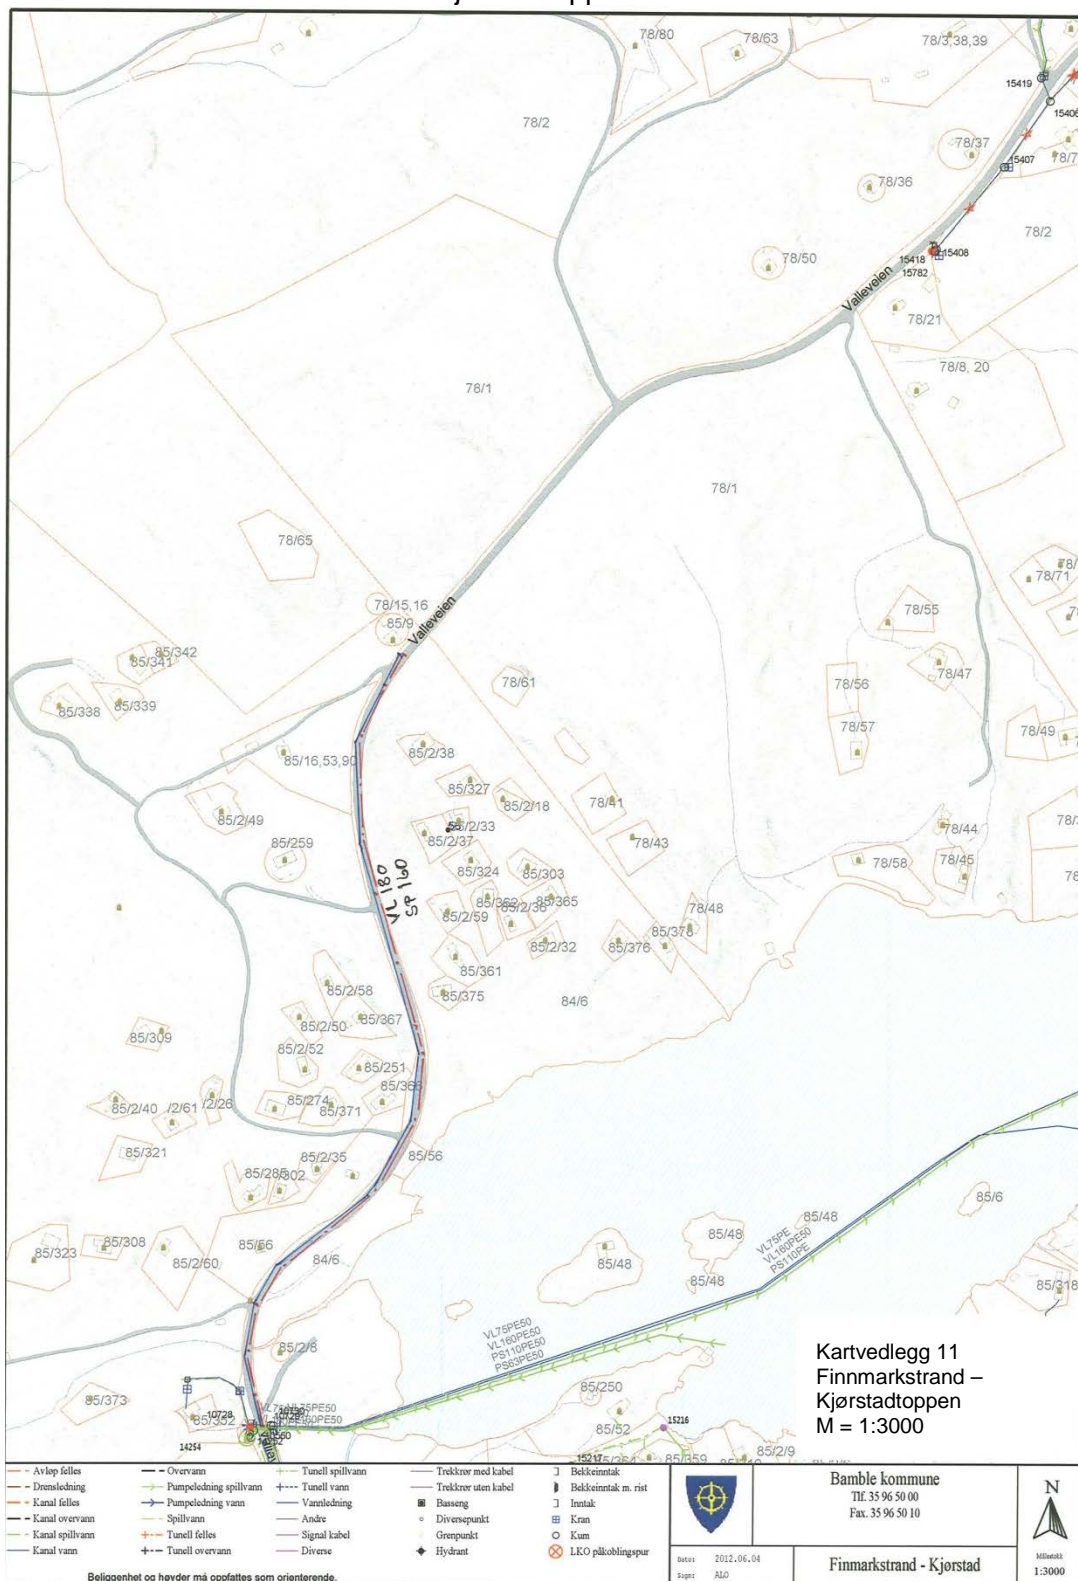 78/80
78/63
78/3,38,39
15419
15406
78/2
78/37
15407
78/7
78/36
78/2
15408
15418
15782
78/50
Valleveien
78/21
78/8, 20
78/1
78/1
78/65
78/71
78/15,16
85/9
Valleveien
78/55
85/342
85/341
78/47
78/61
78/56
85/338
85/339
78/57
78/49
85/2/38
85/16,53,90
85/327
85/2/18
78/41
85/2/49
85/2/37
78/44
78/43
85/259
VL 180
SP 160
85/324
85/303
78/58
78/45
85/362
85/365
78/48
85/2/59
85/2/36
85/378
85/2/32
85/376
85/361
85/375
85/2/58
84/6
85/2/50
85/367
85/309
85/2/52
85/251
85/2/40
85/274
85/371
85/321
85/56
85/2/35
85/285
85/6
85/48
85/48
85/323
85/308
85/56
84/6
85/2/60
85/48
85/48
VL75PE
VL160PE50
PS110PE
85/318
VL75PE50
VL160PE50
PS110PE50
PS63PE50
85/2/8
Kartvedlegg 11
Finnmarkstrand –
Kjørstadtoppen
M = 1:3000
85/250
85/373
85/352
10728
85/52
15216
14254
15217
85/359
85/2/9
Avløp felles
Drensledning
Kanal felles
Kanal overvann
Kanal spillvann
Kanal vann
Overvann
Pumpeledning spillvann
Pumpeledning vann
Spillvann
Tunell felles
Tunell overvann
Tunell spillvann
Tunell vann
Vannledning
Andre
Signal kabel
Diverse
Trekkrør med kabel
Trekkrør uten kabel
Basseng
Diversepunkt
Grenpunkt
Hydrant
Bekkeinntak
Bekkeinntak m. rist
Inntak
Kran
Kum
LKO påkoblingspur
Beliggenhet og høyder må oppfattes som orienterende.
Bamble kommune
Tlf. 35 96 50 00
Fax. 35 96 50 10
Dato: 2012.06.04
Sign: ALO
Finmarkstrand - Kjørstad
N
Målestokk
1:3000